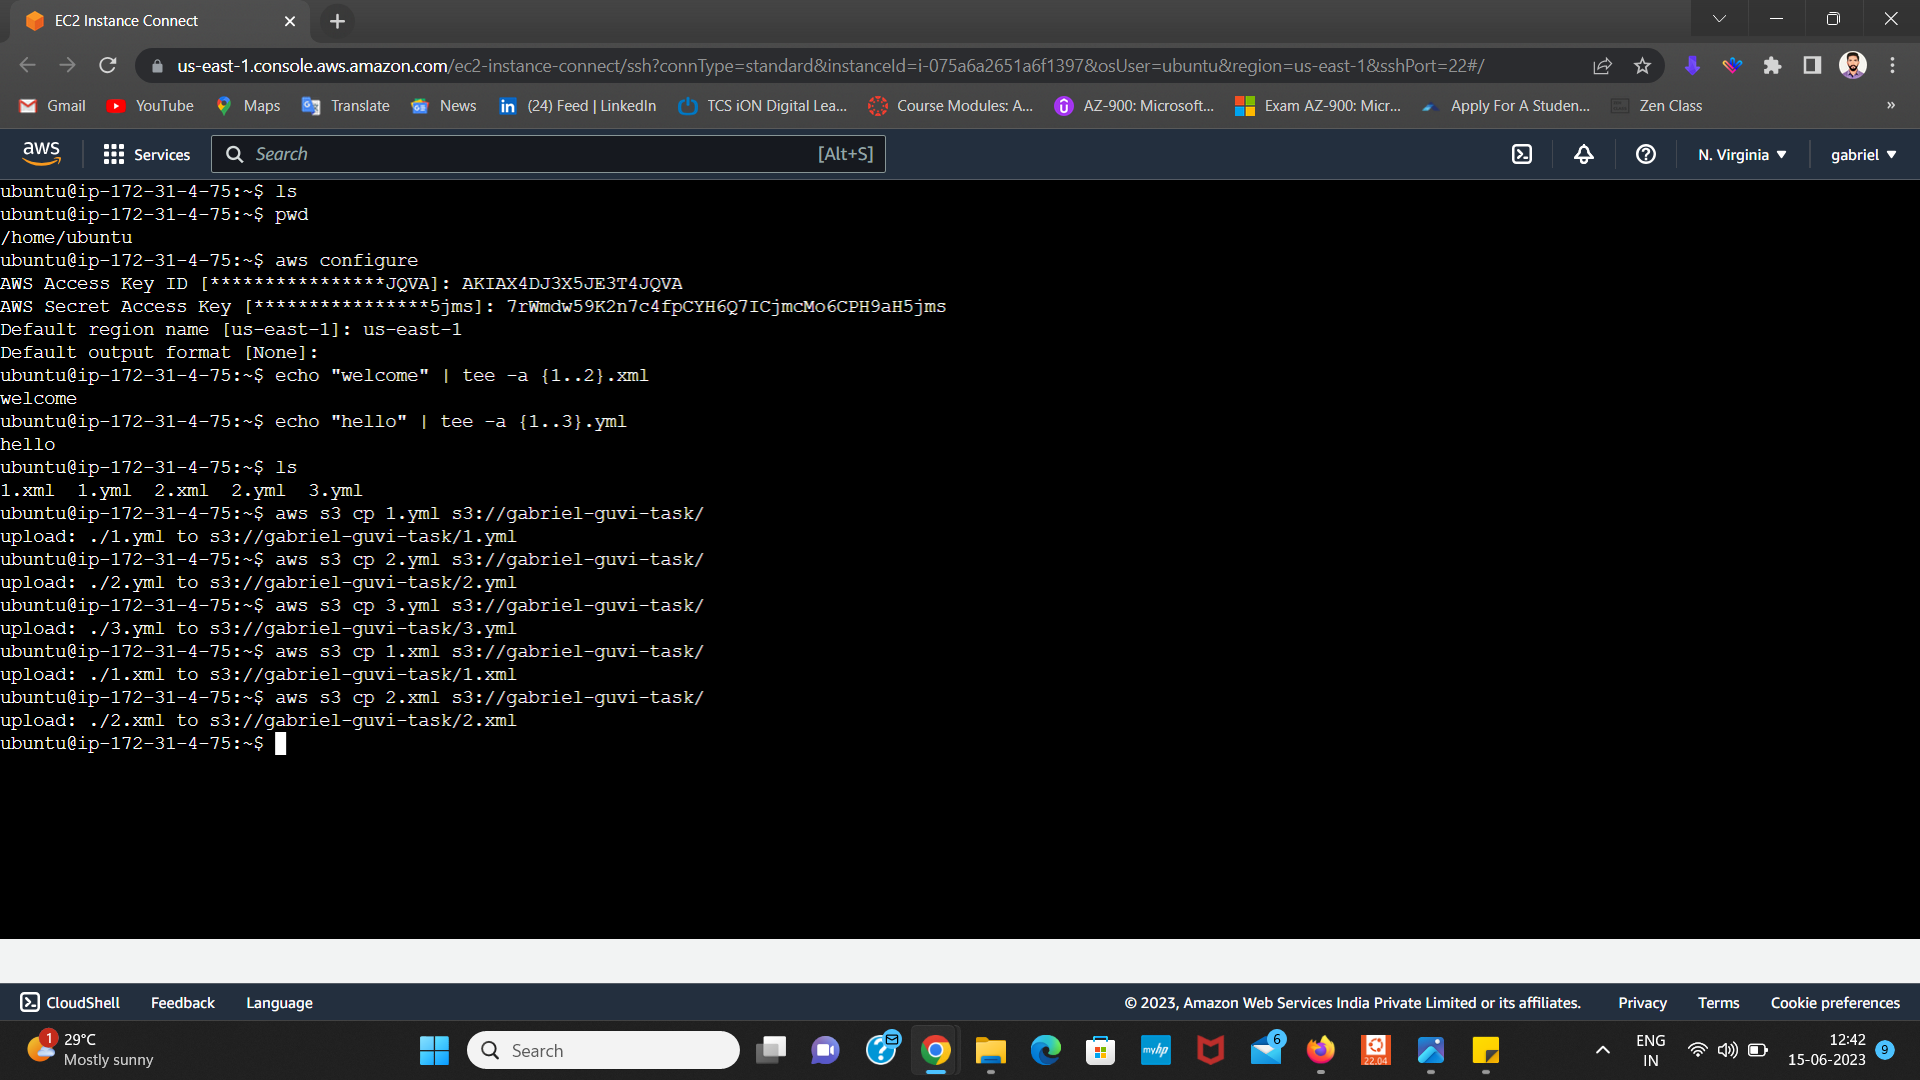 EC2 Instance Connect
us-east-1.console.aws.amazon.com/ec2-instance-connect/ssh?connType=standard&instanceId=i-075a6a2651a6f1397&osUser=ubuntu&region=us-east-1&sshPort=22#/
Gmail YouTube Maps Translate News (24) Feed | LinkedIn TCS iON Digital Lea... Course Modules: A... AZ-900: Microsoft... Exam AZ-900: Micr... Apply For A Studen... Zen Class »
aws Services Search [Alt+S] N. Virginia gabriel
ubuntu@ip-172-31-4-75:~$ ls
ubuntu@ip-172-31-4-75:~$ pwd
/home/ubuntu
ubuntu@ip-172-31-4-75:~$ aws configure
AWS Access Key ID [****************JQVA]: AKIAX4DJ3X5JE3T4JQVA
AWS Secret Access Key [****************5jms]: 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
Default region name [us-east-1]: us-east-1
Default output format [None]:
ubuntu@ip-172-31-4-75:~$ echo "welcome" | tee -a {1..2}.xml
welcome
ubuntu@ip-172-31-4-75:~$ echo "hello" | tee -a {1..3}.yml
hello
ubuntu@ip-172-31-4-75:~$ ls
1.xml  1.yml  2.xml  2.yml  3.yml
ubuntu@ip-172-31-4-75:~$ aws s3 cp 1.yml s3://gabriel-guvi-task/
upload: ./1.yml to s3://gabriel-guvi-task/1.yml
ubuntu@ip-172-31-4-75:~$ aws s3 cp 2.yml s3://gabriel-guvi-task/
upload: ./2.yml to s3://gabriel-guvi-task/2.yml
ubuntu@ip-172-31-4-75:~$ aws s3 cp 3.yml s3://gabriel-guvi-task/
upload: ./3.yml to s3://gabriel-guvi-task/3.yml
ubuntu@ip-172-31-4-75:~$ aws s3 cp 1.xml s3://gabriel-guvi-task/
upload: ./1.xml to s3://gabriel-guvi-task/1.xml
ubuntu@ip-172-31-4-75:~$ aws s3 cp 2.xml s3://gabriel-guvi-task/
upload: ./2.xml to s3://gabriel-guvi-task/2.xml
ubuntu@ip-172-31-4-75:~$
CloudShell Feedback Language © 2023, Amazon Web Services India Private Limited or its affiliates. Privacy Terms Cookie preferences
1 29°C
Mostly sunny
Search
myhp
6
22.04
ENG
IN
12:42
15-06-2023
9